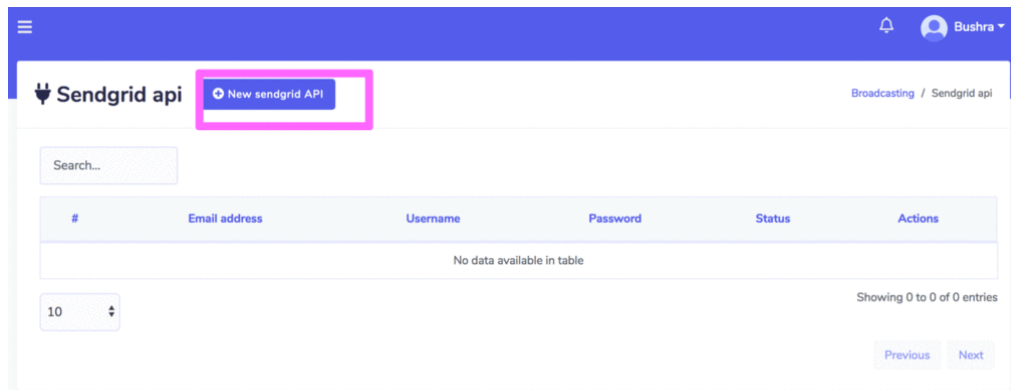 Bushra
Sendgrid api
New sendgrid API
Broadcasting / Sendgrid api
Search...
# Email address Username Password Status Actions
No data available in table
10
Showing 0 to 0 of 0 entries
Previous Next